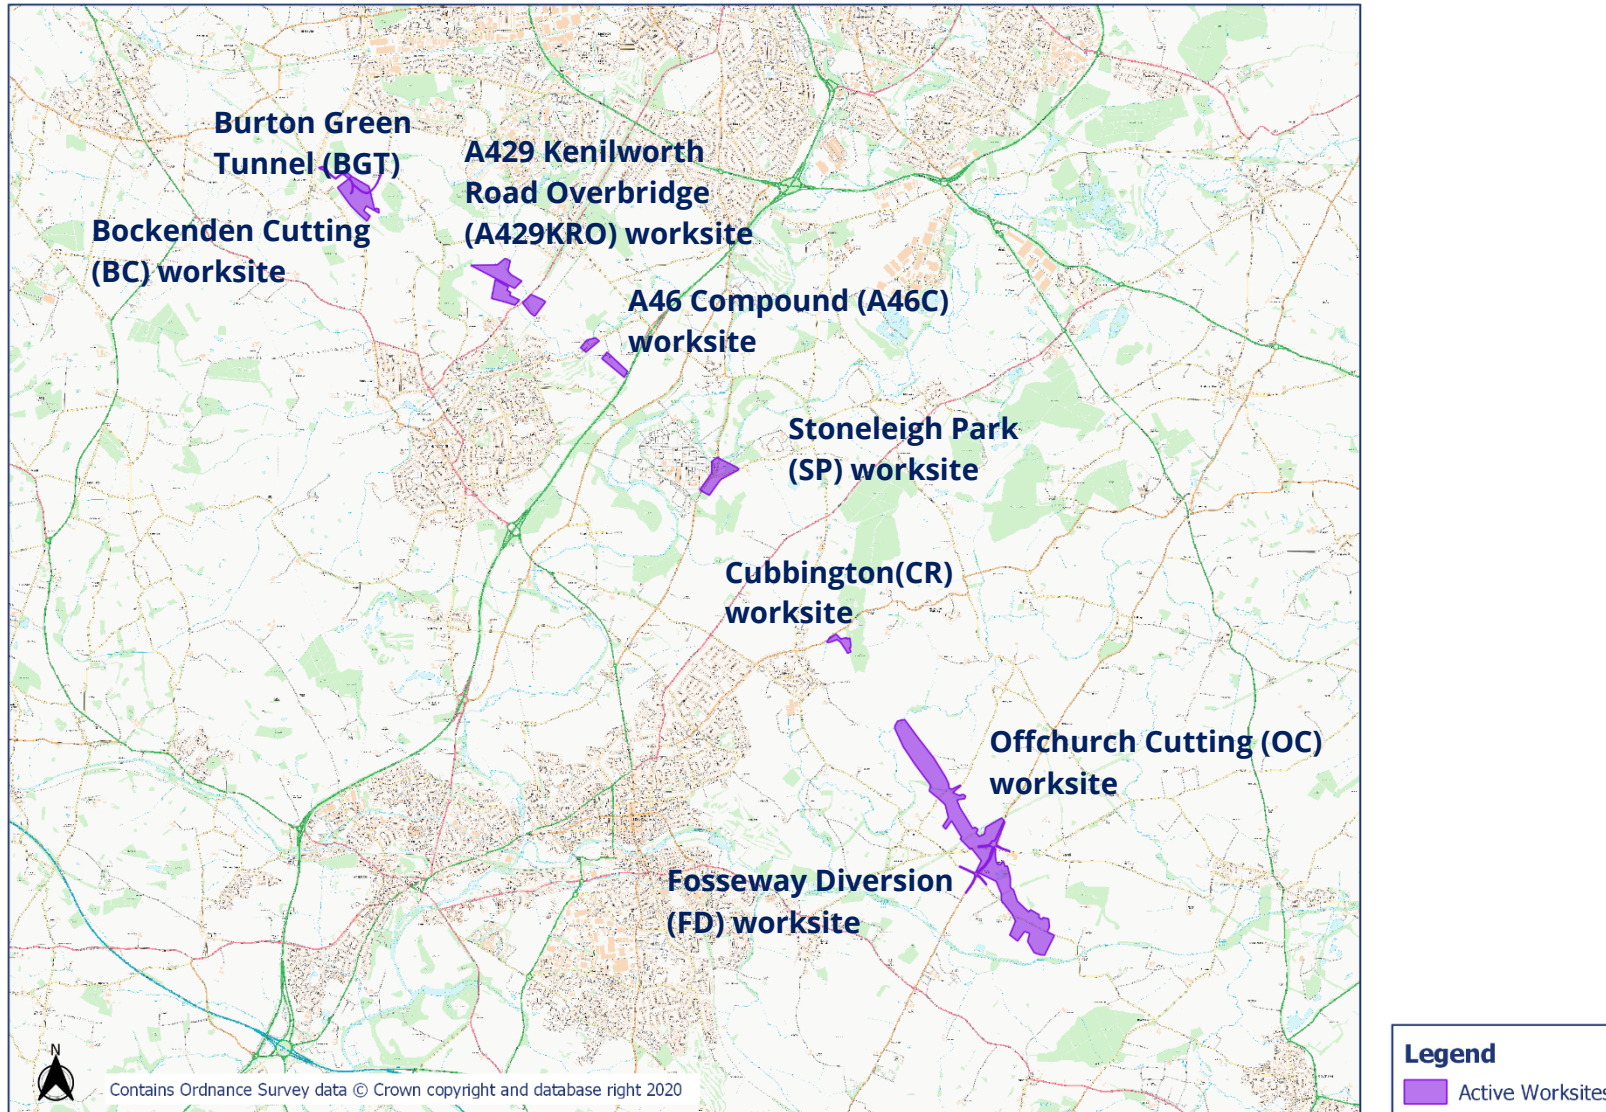 Burton Green
Tunnel (BGT)
A429 Kenilworth
Road Overbridge
(A429KRO) worksite
Bockenden Cutting
(BC) worksite
A46 Compound (A46C)
worksite
Stoneleigh Park
(SP) worksite
Cubbington(CR)
worksite
Offchurch Cutting (OC)
worksite
Fosseway Diversion
(FD) worksite
N
Contains Ordnance Survey data © Crown copyright and database right 2020
Legend
Active Worksites